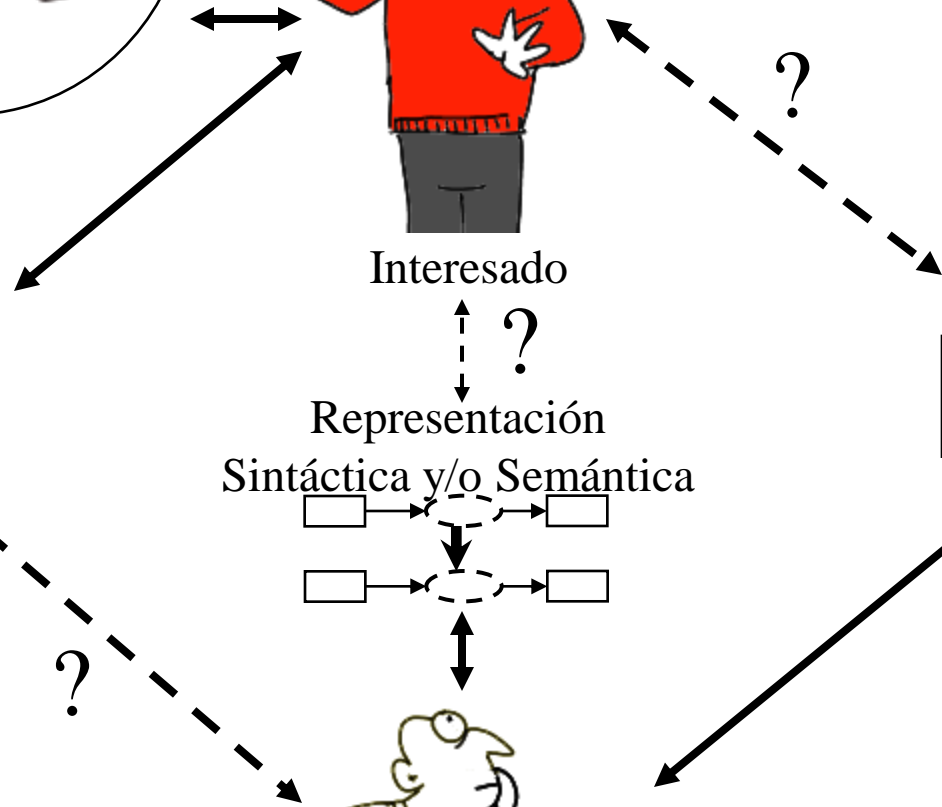 ?
Interesado
?
Representación
Sintáctica y/o Semántica
?